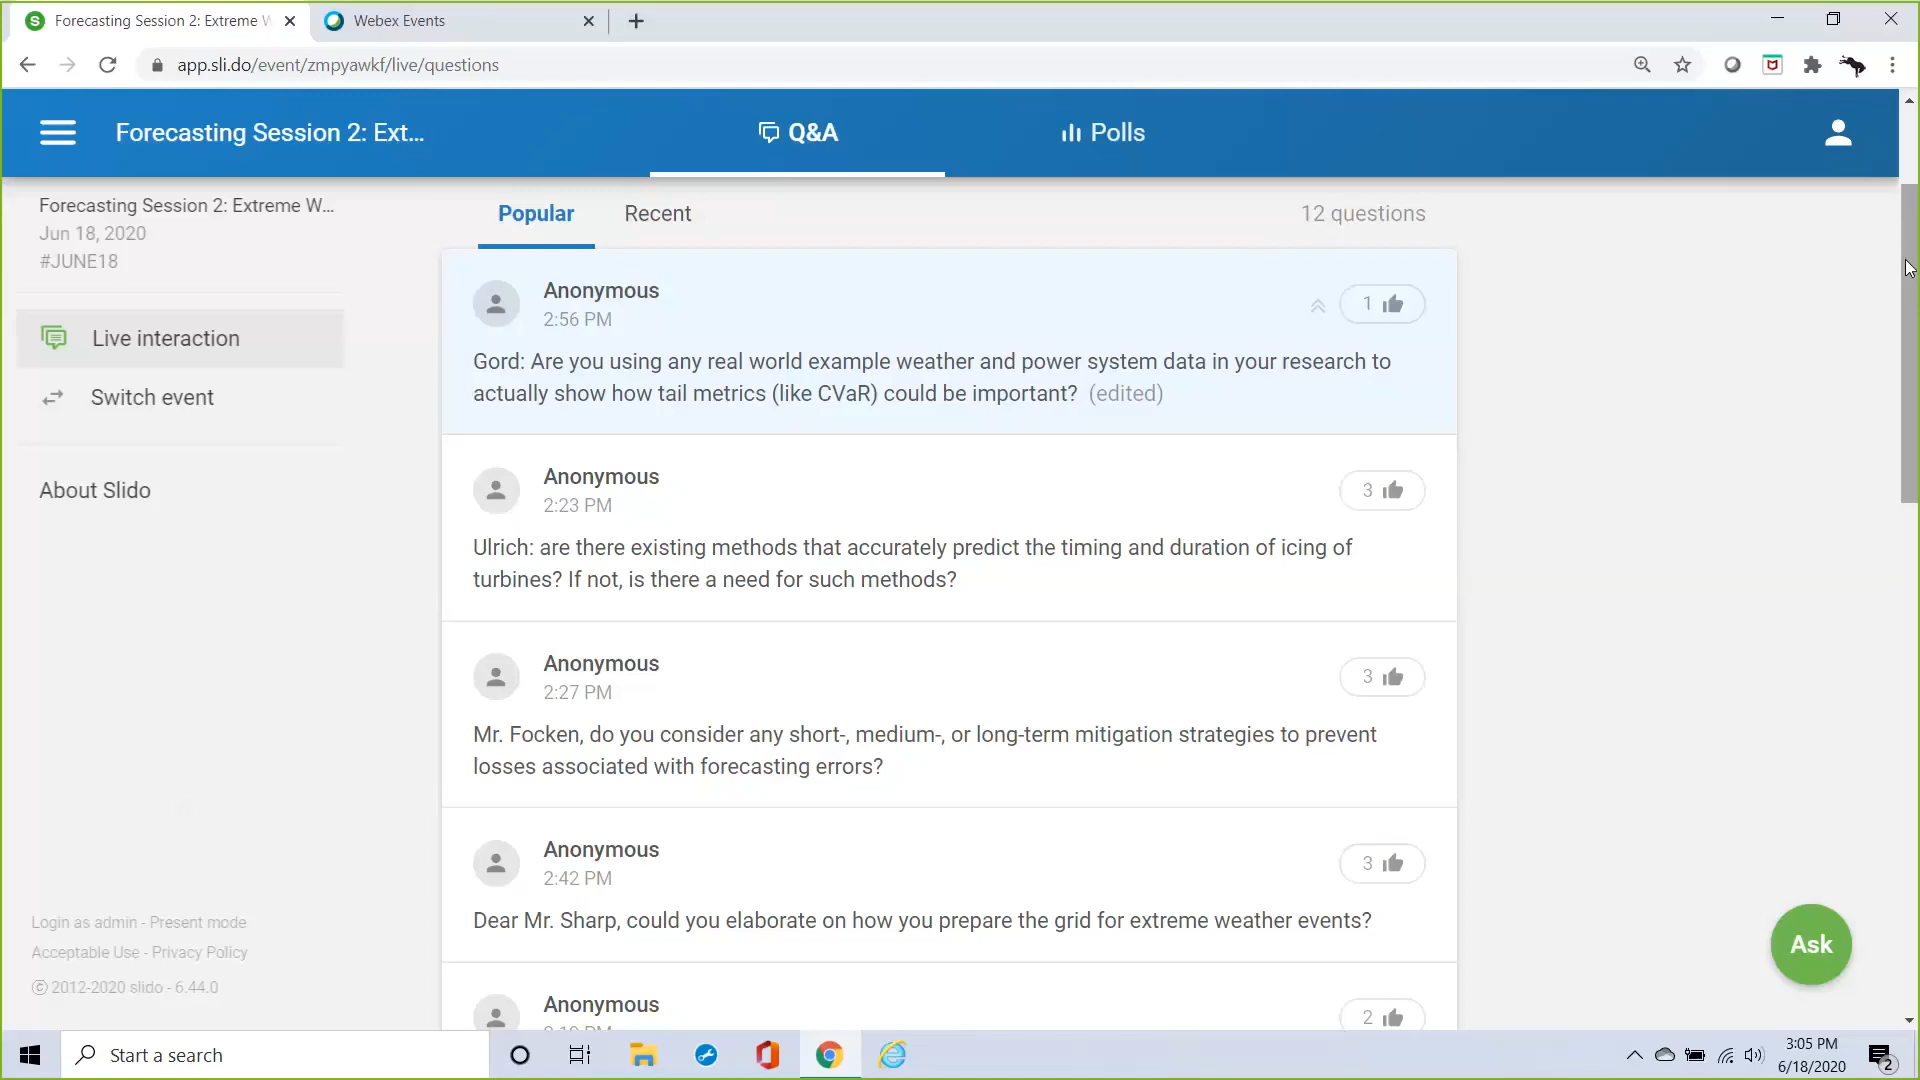 Forecasting Session 2: Extreme W
Webex Events
app.sli.do/event/zmpyawkf/live/questions
Forecasting Session 2: Ext...
Q&A
Polls
Forecasting Session 2: Extreme W...
Jun 18, 2020
#JUNE18
Live interaction
Switch event
About Slido
Login as admin - Present mode
Acceptable Use - Privacy Policy
© 2012-2020 slido - 6.44.0
Popular
Recent
12 questions
Anonymous
2:56 PM
1
Gord: Are you using any real world example weather and power system data in your research to
actually show how tail metrics (like CVaR) could be important? (edited)
Anonymous
2:23 PM
3
Ulrich: are there existing methods that accurately predict the timing and duration of icing of
turbines? If not, is there a need for such methods?
Anonymous
2:27 PM
3
Mr. Focken, do you consider any short-, medium-, or long-term mitigation strategies to prevent
losses associated with forecasting errors?
Anonymous
2:42 PM
3
Dear Mr. Sharp, could you elaborate on how you prepare the grid for extreme weather events?
Anonymous
2
Ask
Start a search
3:05 PM
6/18/2020
2